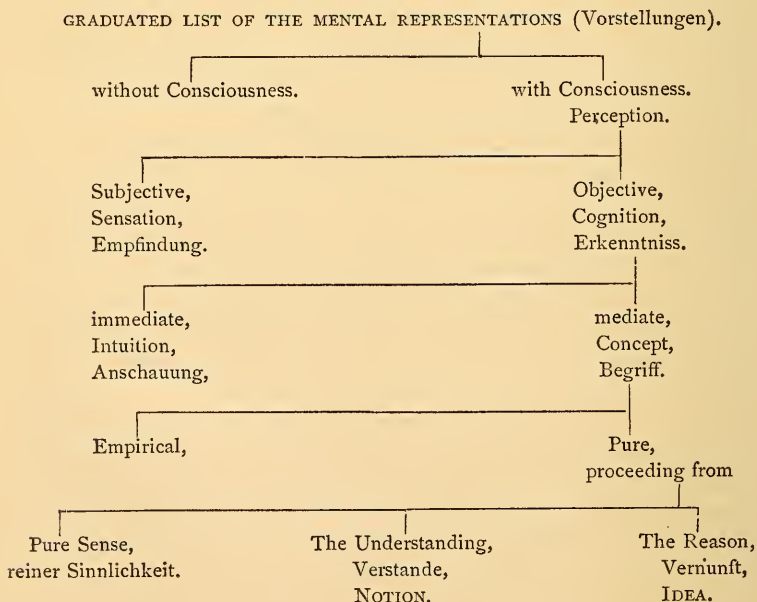 GRADUATED LIST OF THE MENTAL REPRESENTATIONS (Vorstellungen).
without Consciousness.
with Consciousness.
Perception.
Subjective,
Sensation,
Empfindung.
Objective,
Cognition,
Erkenntniss.
immediate,
Intuition,
Anschauung,
mediate,
Concept,
Begriff.
Empirical,
Pure,
proceeding from
Pure Sense,
reiner Sinnlichkeit.
The Understanding,
Verstande,
NOTION.
The Reason,
Vernunft,
IDEA.